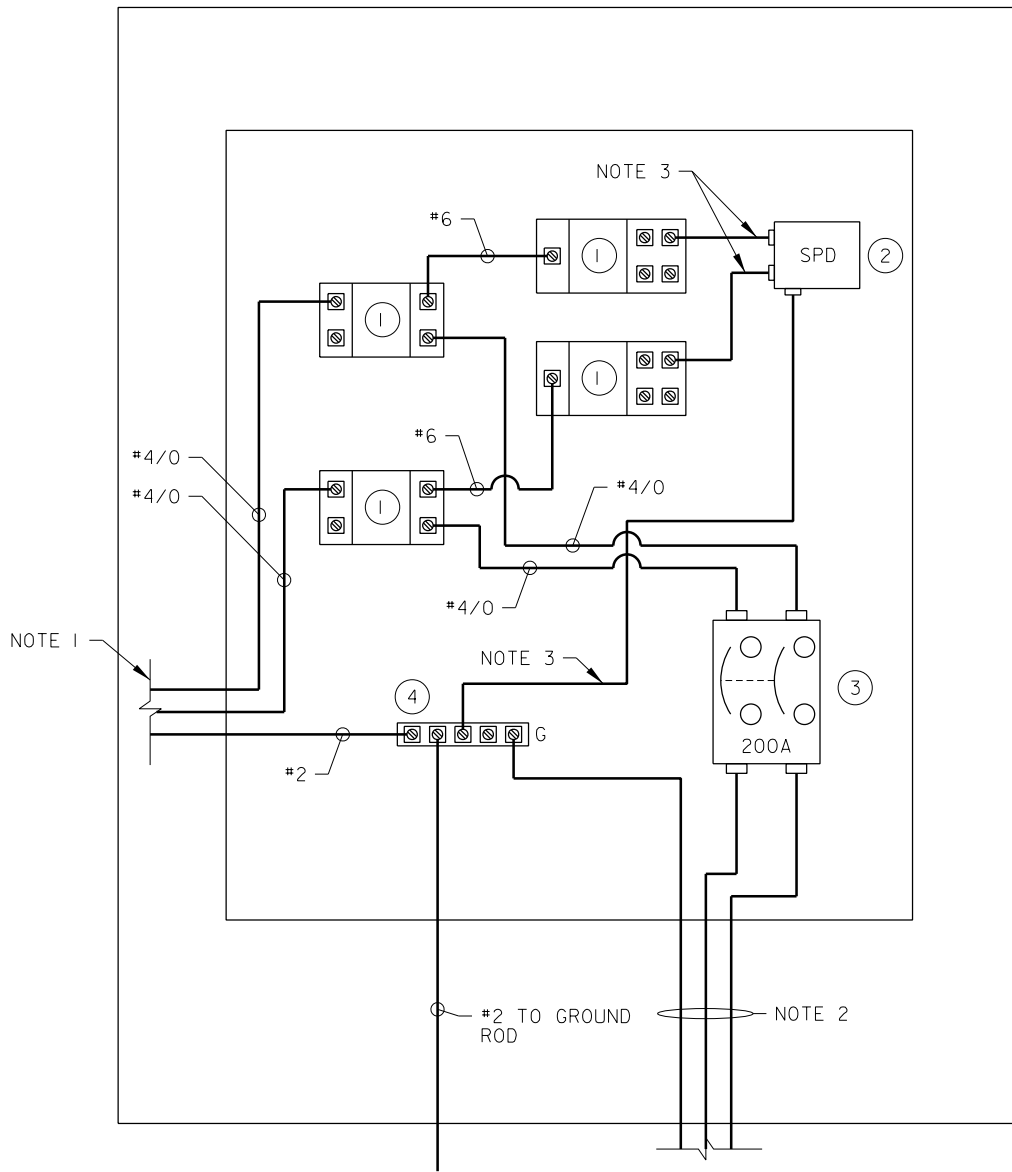 NOTE 3
#6
I
SPD
2
I
I
#6
#4/0
#4/0
I
#4/0
#4/0
NOTE I
NOTE 3
4
3
G
200A
#2
#2 TO GROUND
ROD
NOTE 2